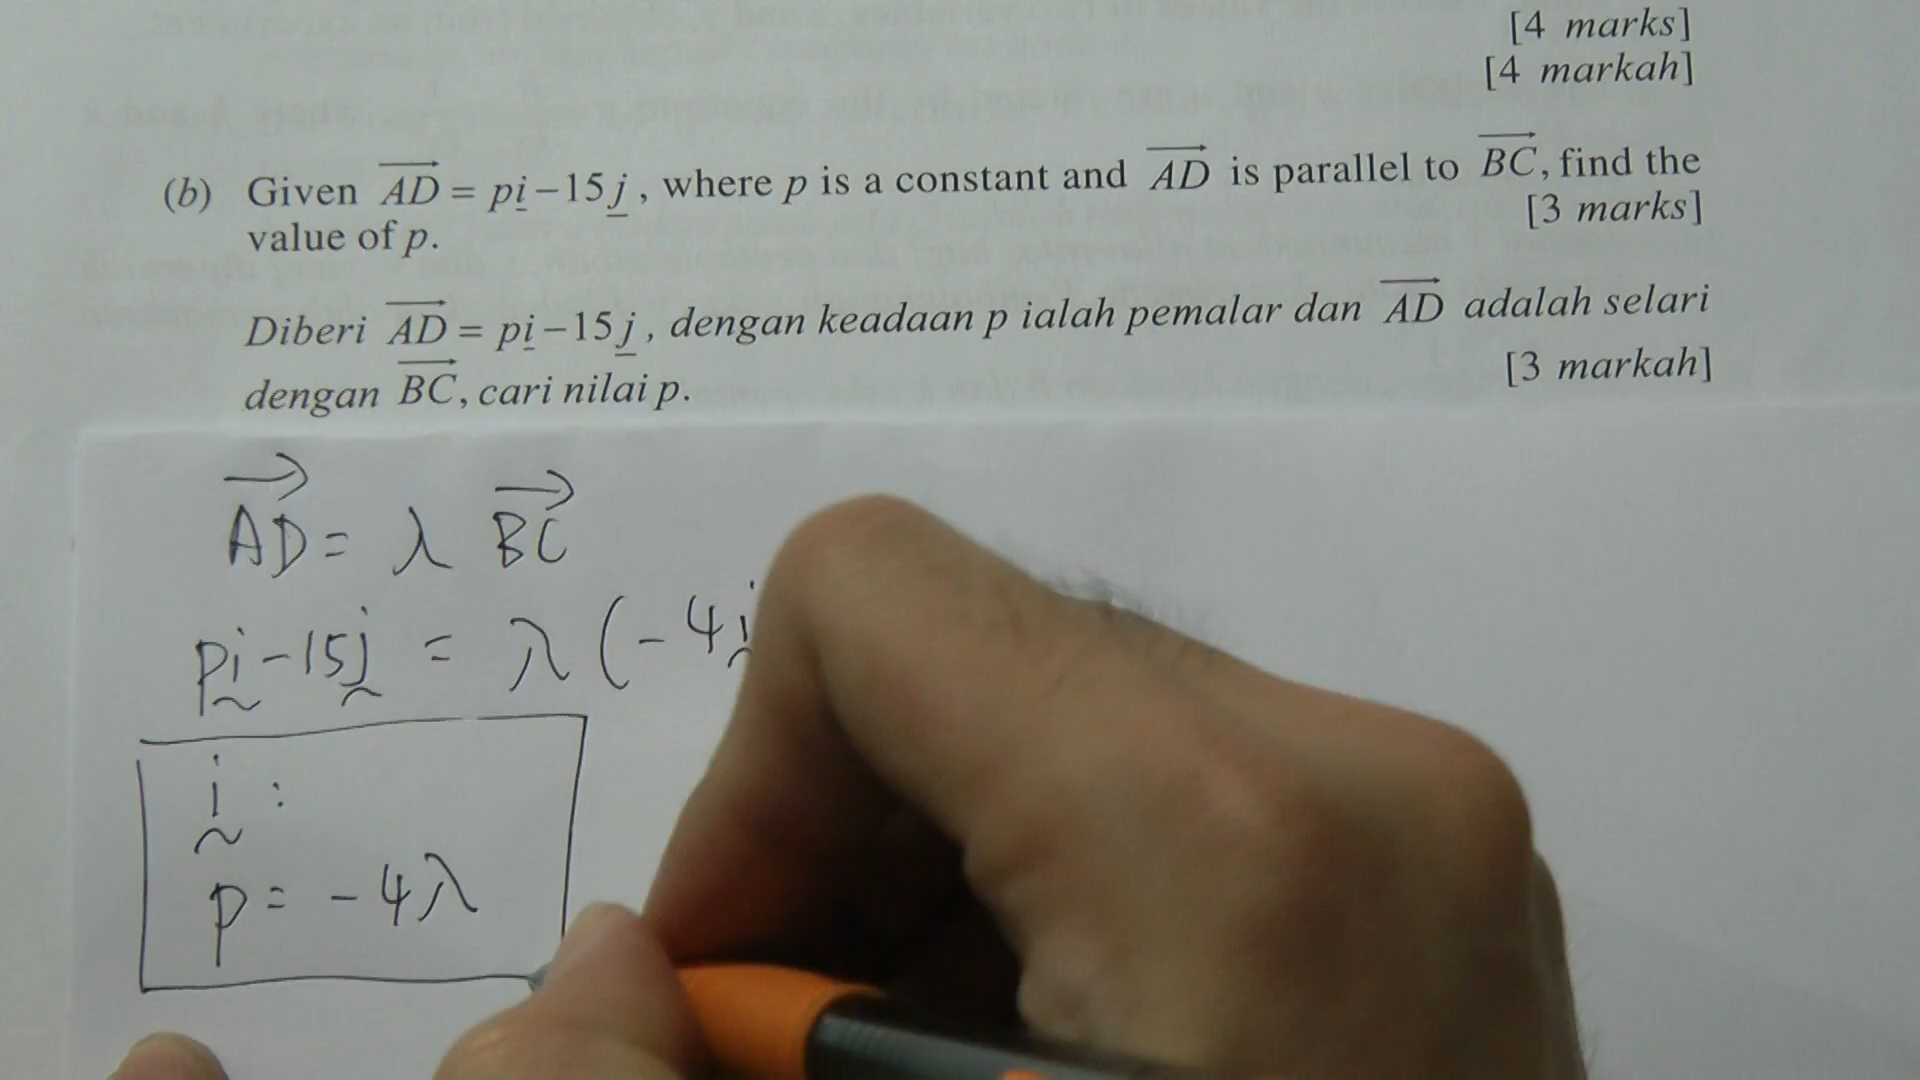 [4 marks]
[4 markah]
(b) Given AD = pi – 15j, where p is a constant and AD is parallel to BC, find the
value of p.
[3 marks]
Diberi AD = pi – 15j, dengan keadaan p ialah pemalar dan AD adalah selari
dengan BC, cari nilai p.
[3 markah]
AD = λ BC
pi - 15j = λ (- 4i
i :
p = - 4λ